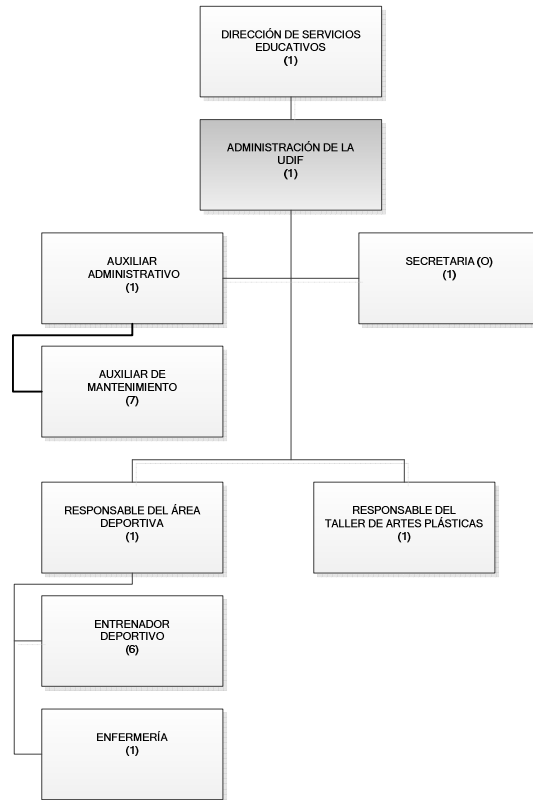 DIRECCIÓN DE SERVICIOS
EDUCATIVOS
(1)
ADMINISTRACIÓN DE LA
UDIF
(1)
AUXILIAR
ADMINISTRATIVO
(1)
SECRETARIA (O)
(1)
AUXILIAR DE
MANTENIMIENTO
(7)
RESPONSABLE DEL ÁREA
DEPORTIVA
(1)
RESPONSABLE DEL
TALLER DE ARTES PLÁSTICAS
(1)
ENTRENADOR
DEPORTIVO
(6)
ENFERMERÍA
(1)